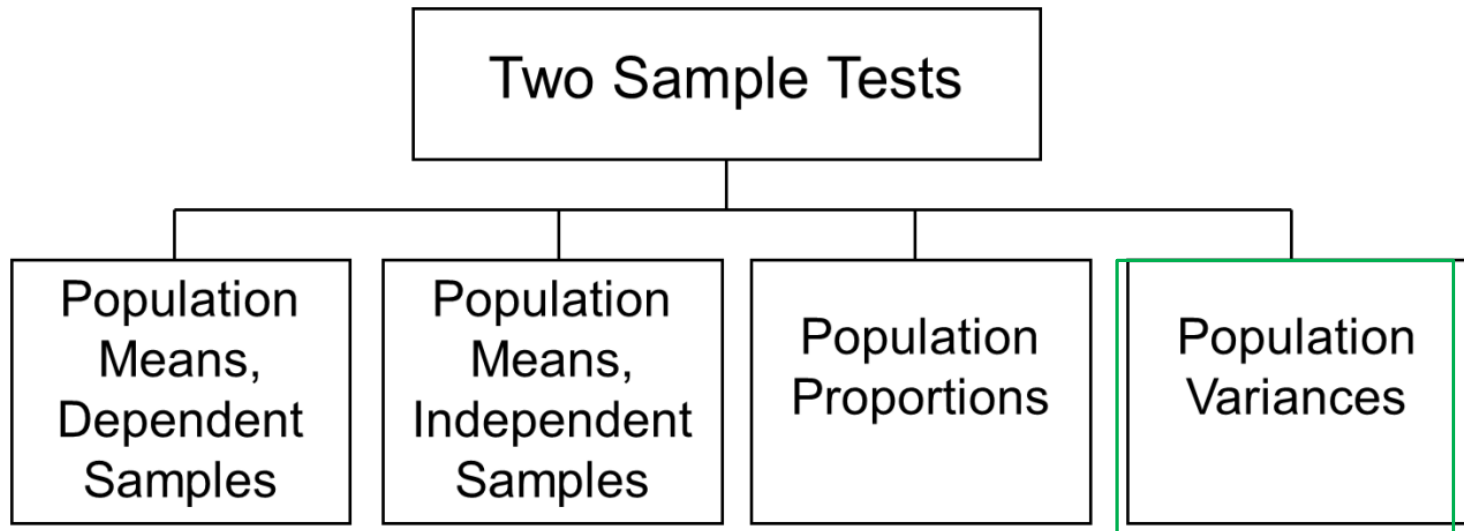 Two Sample Tests
Population
Means,
Dependent
Samples
Population
Means,
Independent
Samples
Population
Proportions
Population
Variances